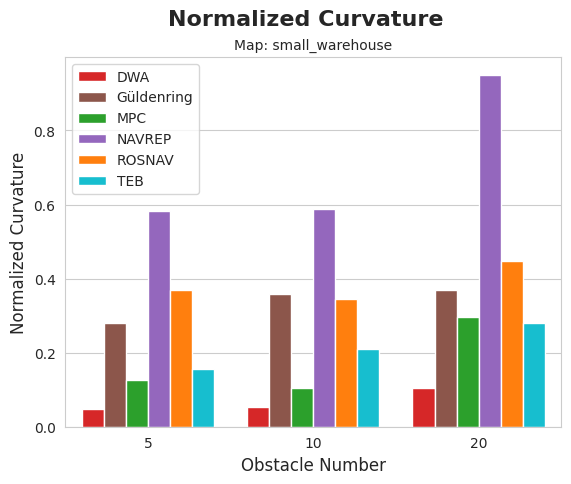 Normalized Curvature
Map: small_warehouse
DWA
Güldenring
MPC
NAVREP
ROSNAV
TEB
Normalized Curvature
0.8
0.6
0.4
0.2
0.0
5 10 20
Obstacle Number